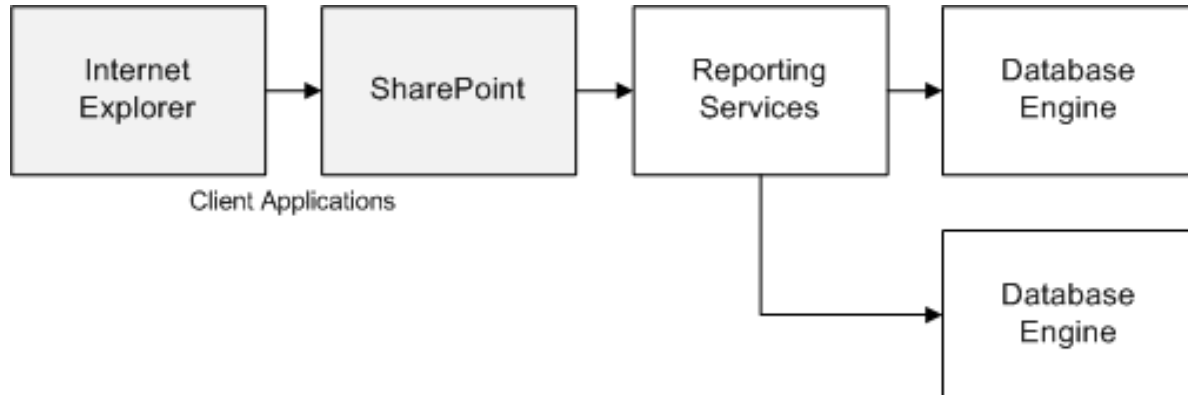 Internet
Explorer
SharePoint
Reporting
Services
Database
Engine
Client Applications
Database
Engine